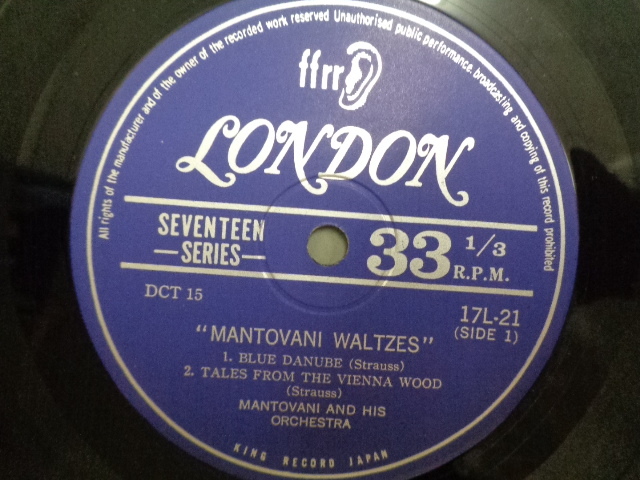 All rights of the manufacturer and of the owner of the recorded work reserved Unauthorised public performance, broadcasting and copying of this record prohibited
ffrr
LONDON
SEVENTEEN
—SERIES—
33 1/3
R.P.M.
DCT 15
17L-21
(SIDE 1)
"MANTOVANI WALTZES"
1. BLUE DANUBE (Strauss)
2. TALES FROM THE VIENNA WOOD
(Strauss)
MANTOVANI AND HIS
ORCHESTRA
KING RECORD JAPAN